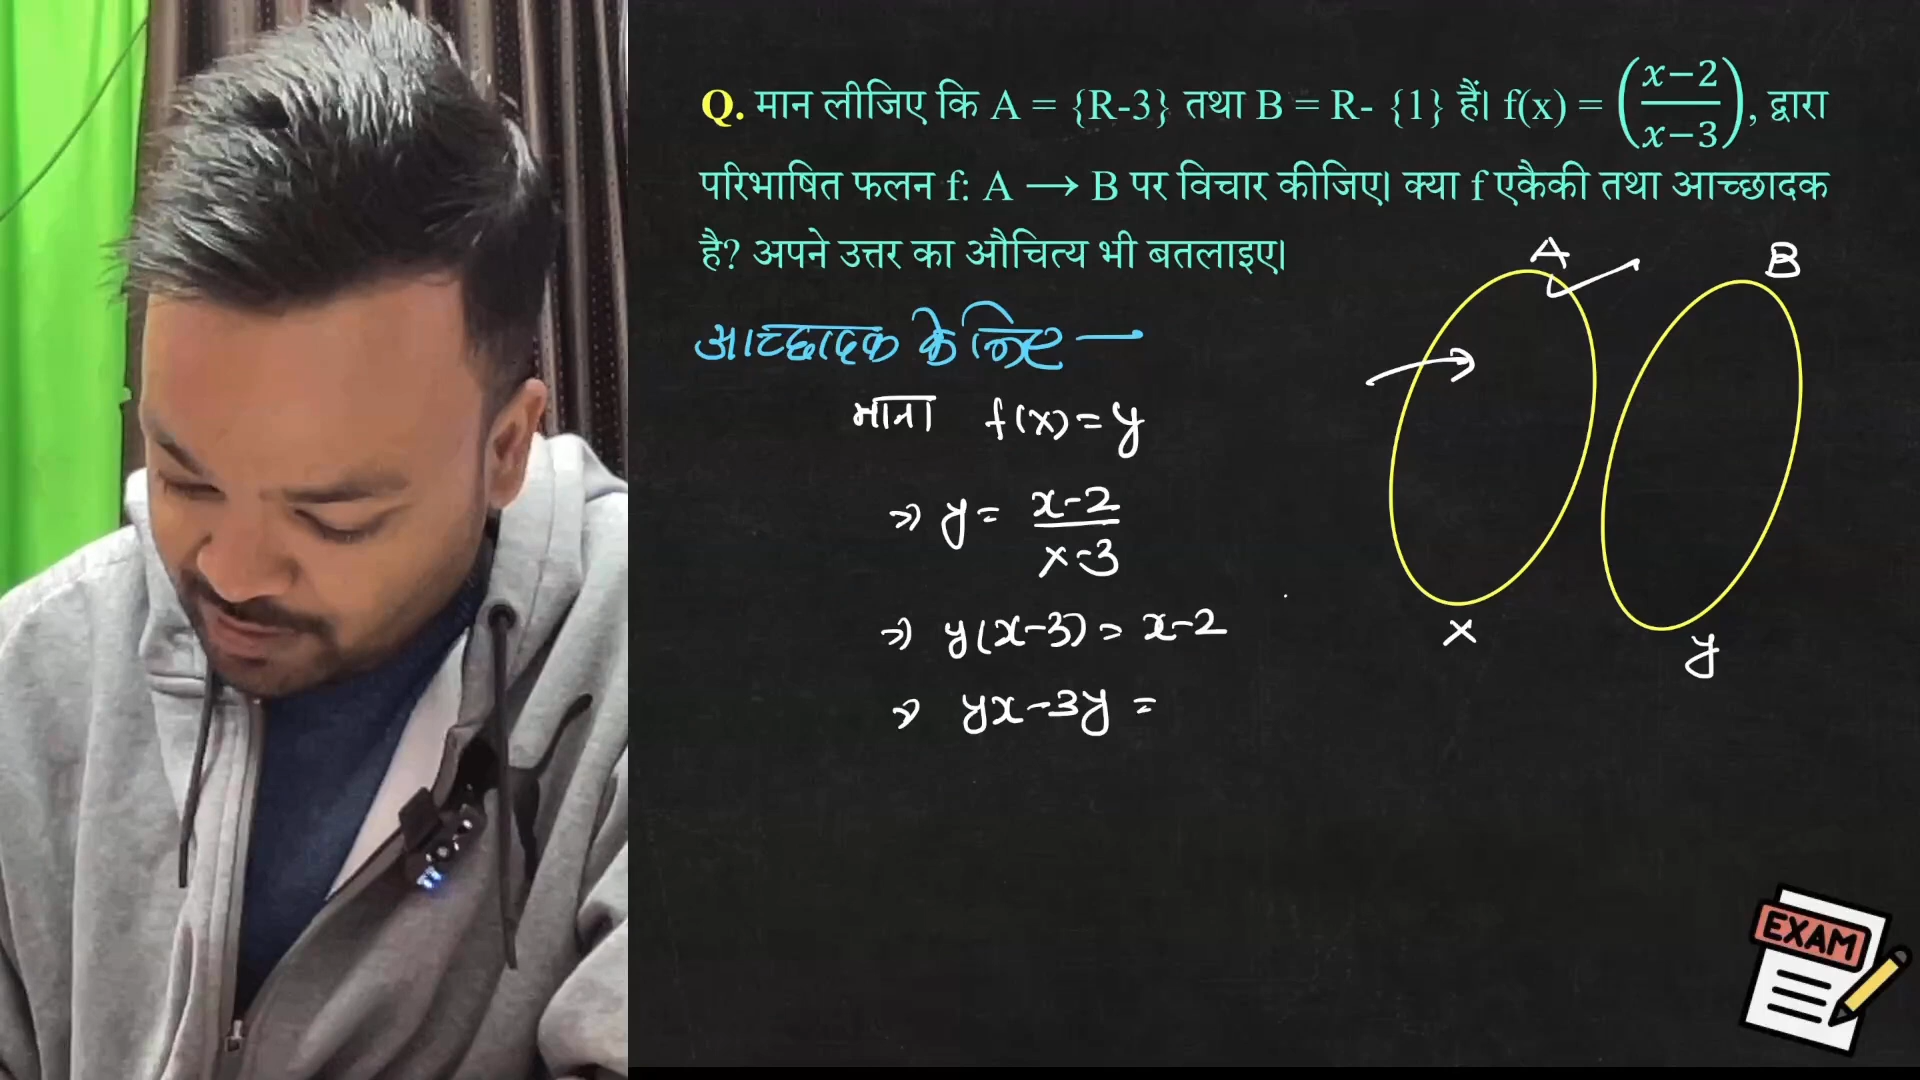 Q. मान लीजिए कि A = {R-3} तथा B = R- {1} हैं। f(x) = (x−2/x−3), द्वारा
परिभाषित फलन f: A ⟶ B पर विचार कीजिए। क्या f एकैकी तथा आच्छादक
है? अपने उत्तर का औचित्य भी बतलाइए।
A B
आच्छादक के लिए —
माना f(x) = y
⇒ y = x-2/x-3
⇒ y(x-3) = x-2
x y
⇒ yx-3y =
EXAM